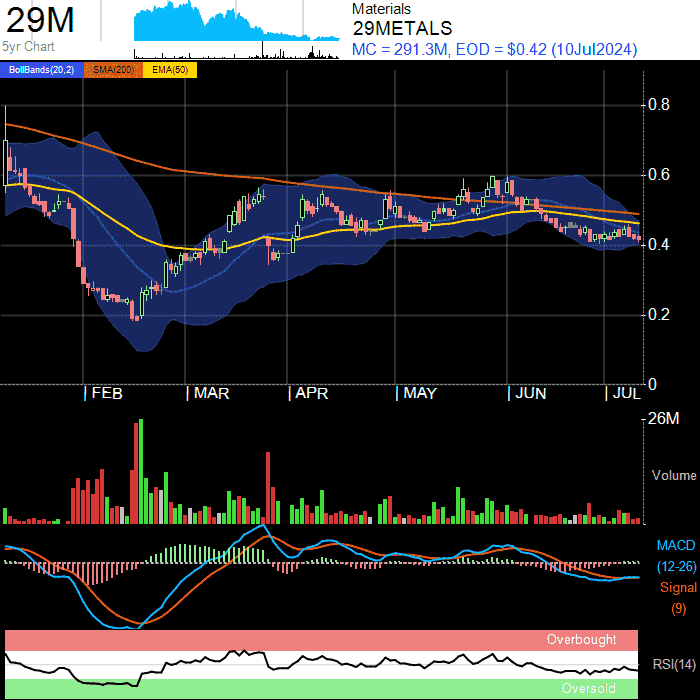 29M
5yr Chart
Materials
29METALS
MC = 291.3M, EOD = $0.42 (10Jul2024)
BollBands(20,2) SMA(200) EMA(50)
0.8
0.6
0.4
0.2
0
FEB MAR APR MAY JUN JUL
26M
Volume
MACD
(12-26)
Signal
(9)
Overbought
RSI(14)
Oversold